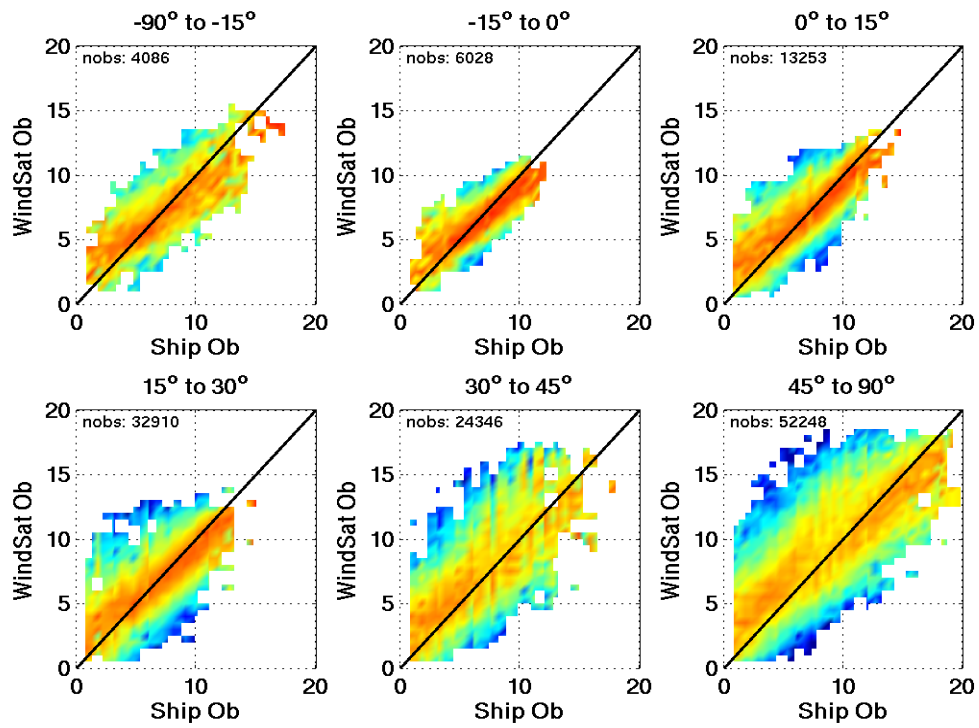 -90° to -15°
-15° to 0°
0° to 15°
nobs: 4086
nobs: 6028
nobs: 13253
WindSat Ob
20
15
10
5
0
0
10
20
Ship Ob
WindSat Ob
20
15
10
5
0
0
10
20
Ship Ob
WindSat Ob
20
15
10
5
0
0
10
20
Ship Ob
15° to 30°
30° to 45°
45° to 90°
nobs: 32910
nobs: 24346
nobs: 52248
WindSat Ob
20
15
10
5
0
0
10
20
Ship Ob
WindSat Ob
20
15
10
5
0
0
10
20
Ship Ob
WindSat Ob
20
15
10
5
0
0
10
20
Ship Ob